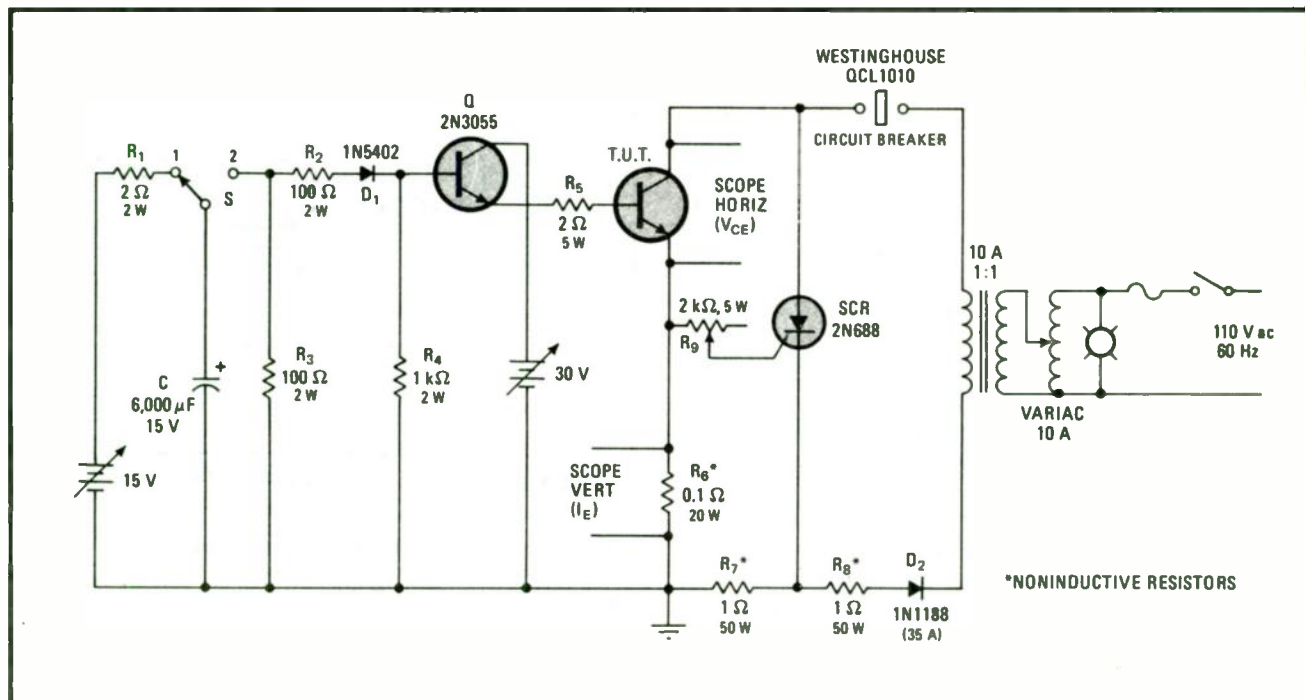 WESTINGHOUSE
QCL1010
CIRCUIT BREAKER
Q
2N3055
R1
2 Ω
2 W
1
2
S
R2
100 Ω
2 W
1N5402
D1
R5
2 Ω
5 W
T.U.T.
SCOPE
HORIZ
(VCE)
10 A
1:1
2 kΩ, 5 W
R9
SCR
2N688
110 V ac
60 Hz
VARIAC
10 A
C
6,000 μF
15 V
+
R3
100 Ω
2 W
R4
1 kΩ
2 W
30 V
15 V
SCOPE
VERT
(IE)
R6*
0.1 Ω
20 W
R7*
1 Ω
50 W
R8*
1 Ω
50 W
D2
1N1188
(35 A)
*NONINDUCTIVE RESISTORS